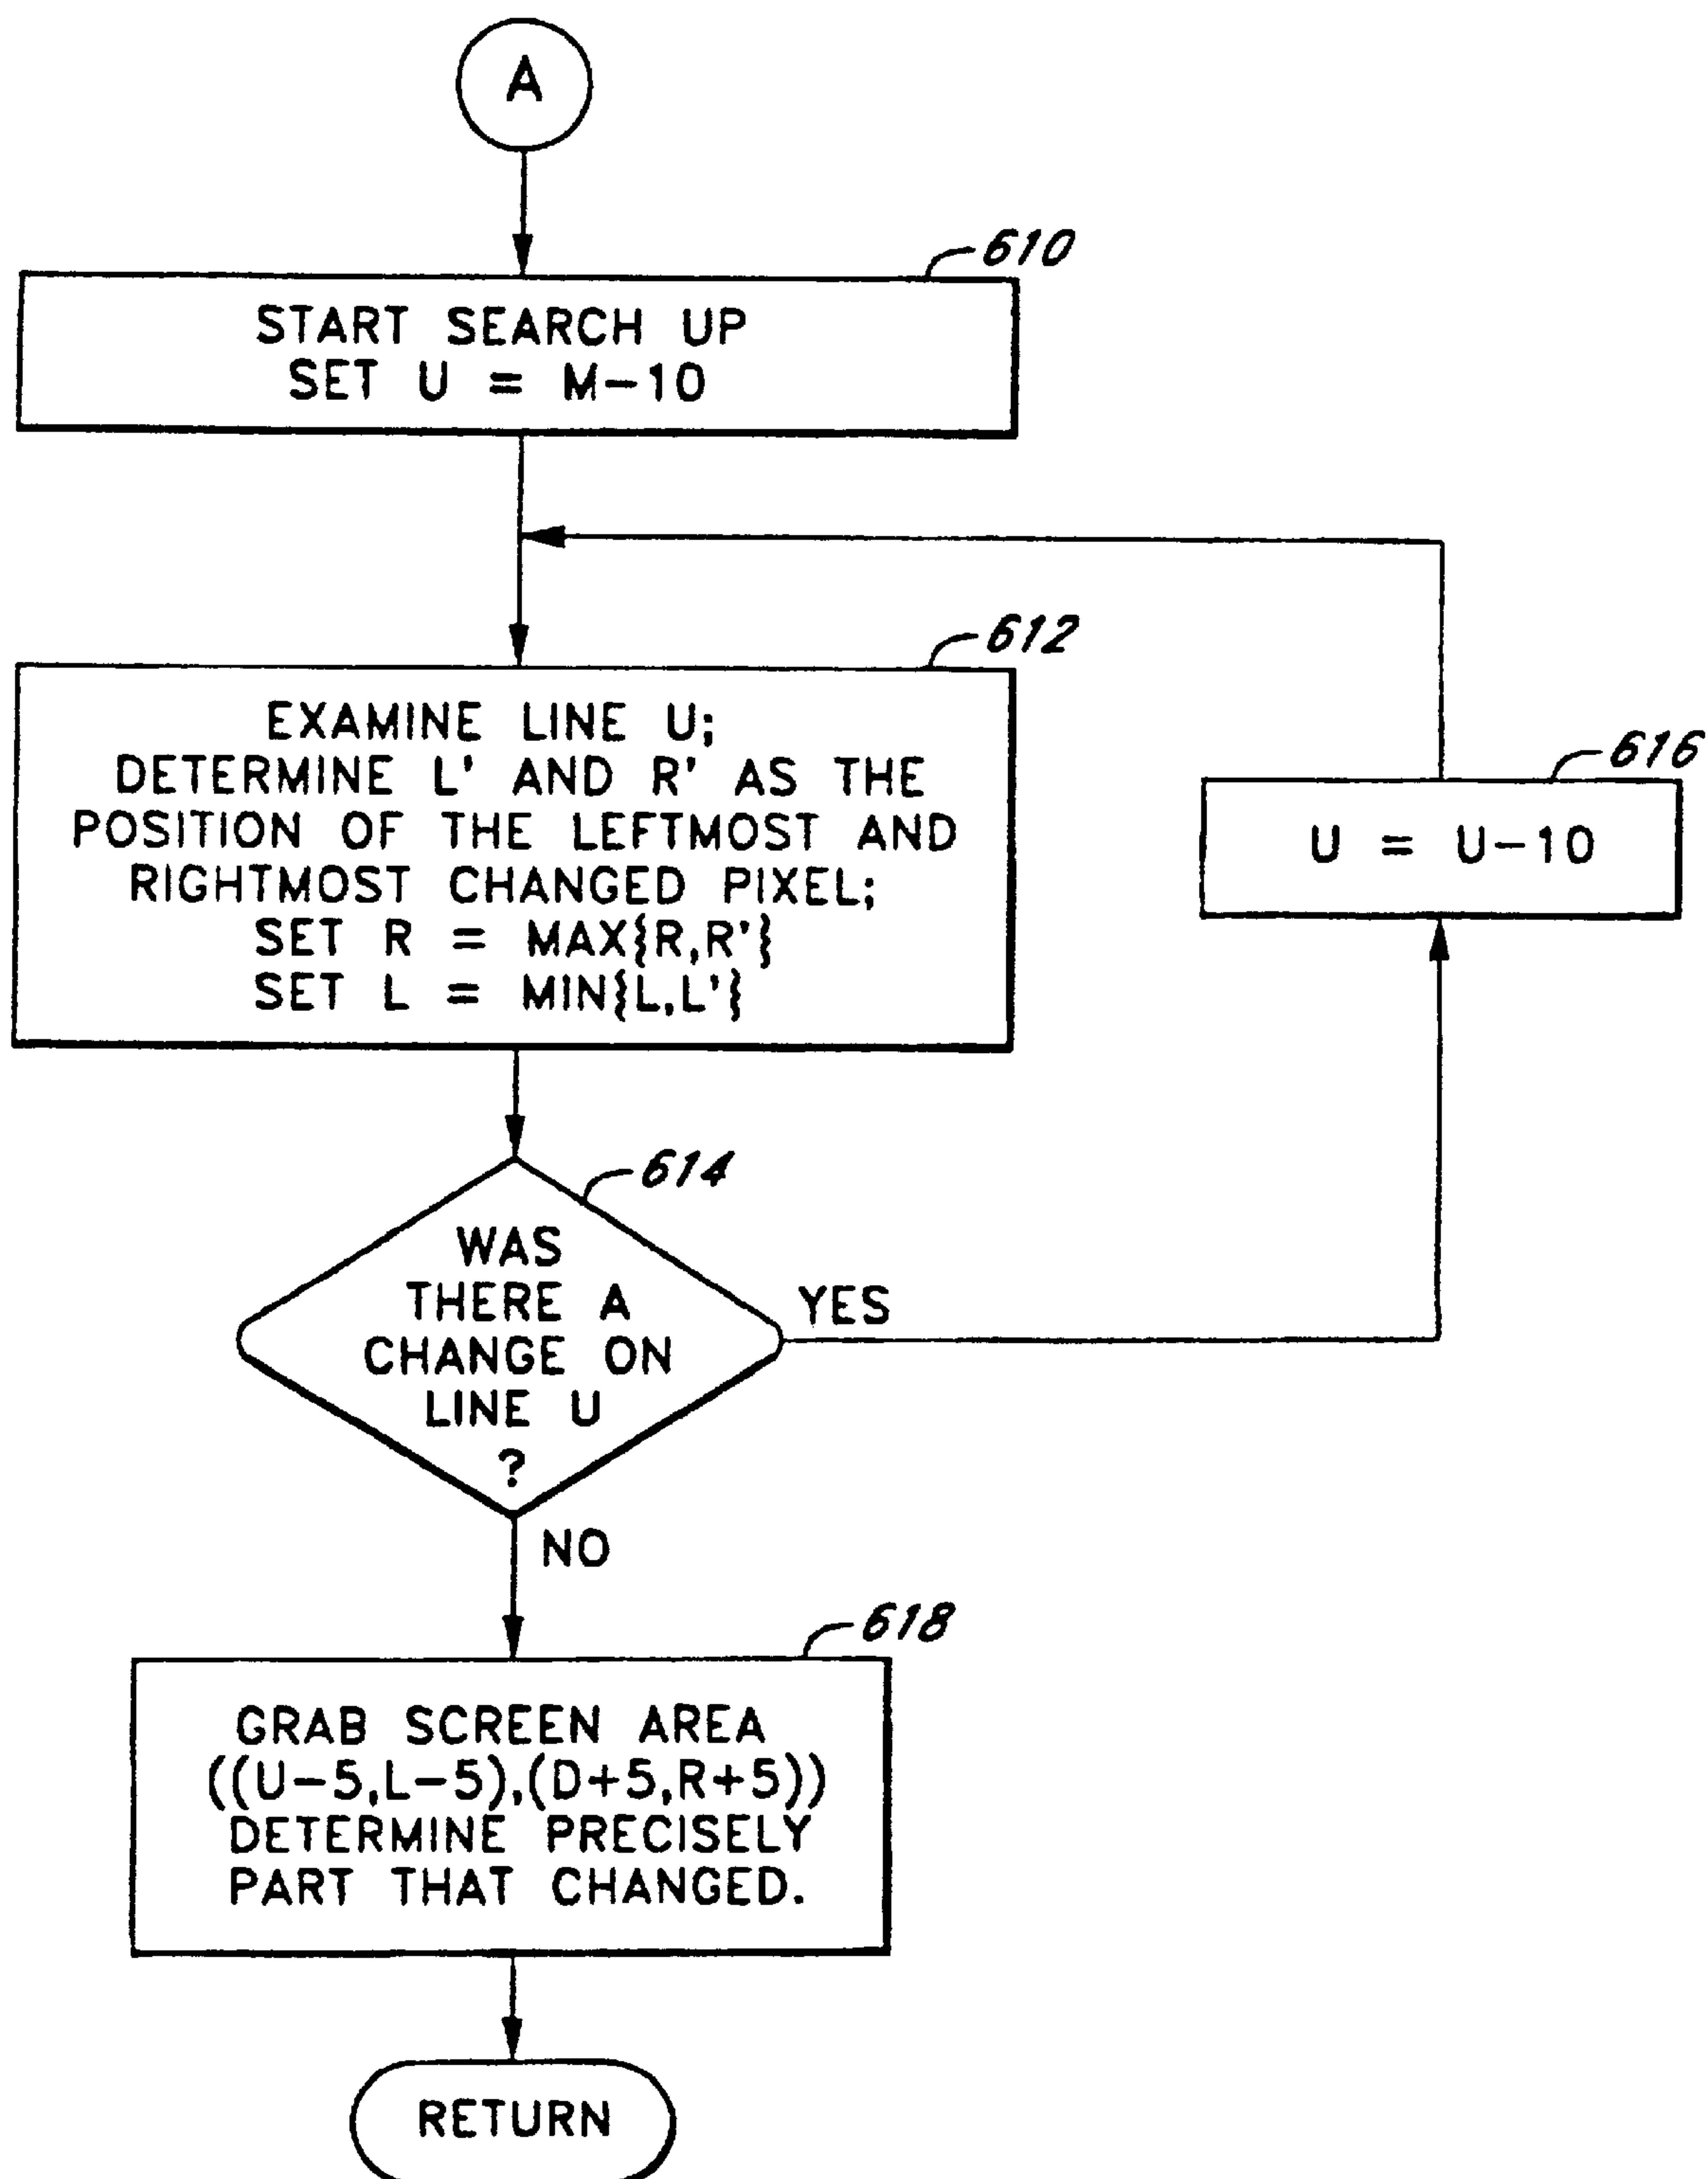 A
610
START SEARCH UP
SET U = M-10
612
EXAMINE LINE U;
DETERMINE L' AND R' AS THE
POSITION OF THE LEFTMOST AND
RIGHTMOST CHANGED PIXEL;
SET R = MAX{R,R'}
SET L = MIN{L,L'}
616
U = U-10
614
WAS
THERE A
CHANGE ON
LINE U
?
YES
NO
618
GRAB SCREEN AREA
((U-5,L-5),(D+5,R+5))
DETERMINE PRECISELY
PART THAT CHANGED.
RETURN